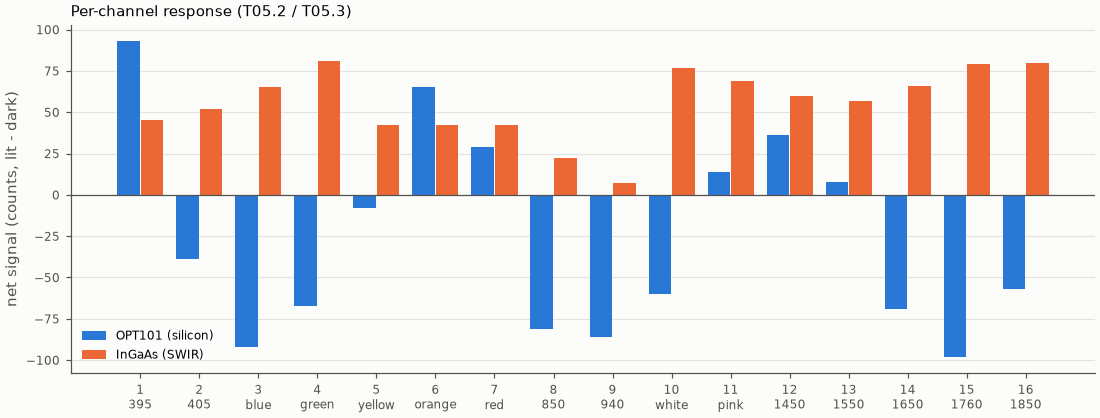 Per-channel response (T05.2 / T05.3)
net signal (counts, lit - dark)
100
75
50
25
0
−25
−50
−75
−100
OPT101 (silicon)
InGaAs (SWIR)
1 2 3 4 5 6 7 8 9 10 11 12 13 14 15 16
395 405 blue green yellow orange red 850 940 white pink 1450 1550 1650 1760 1850